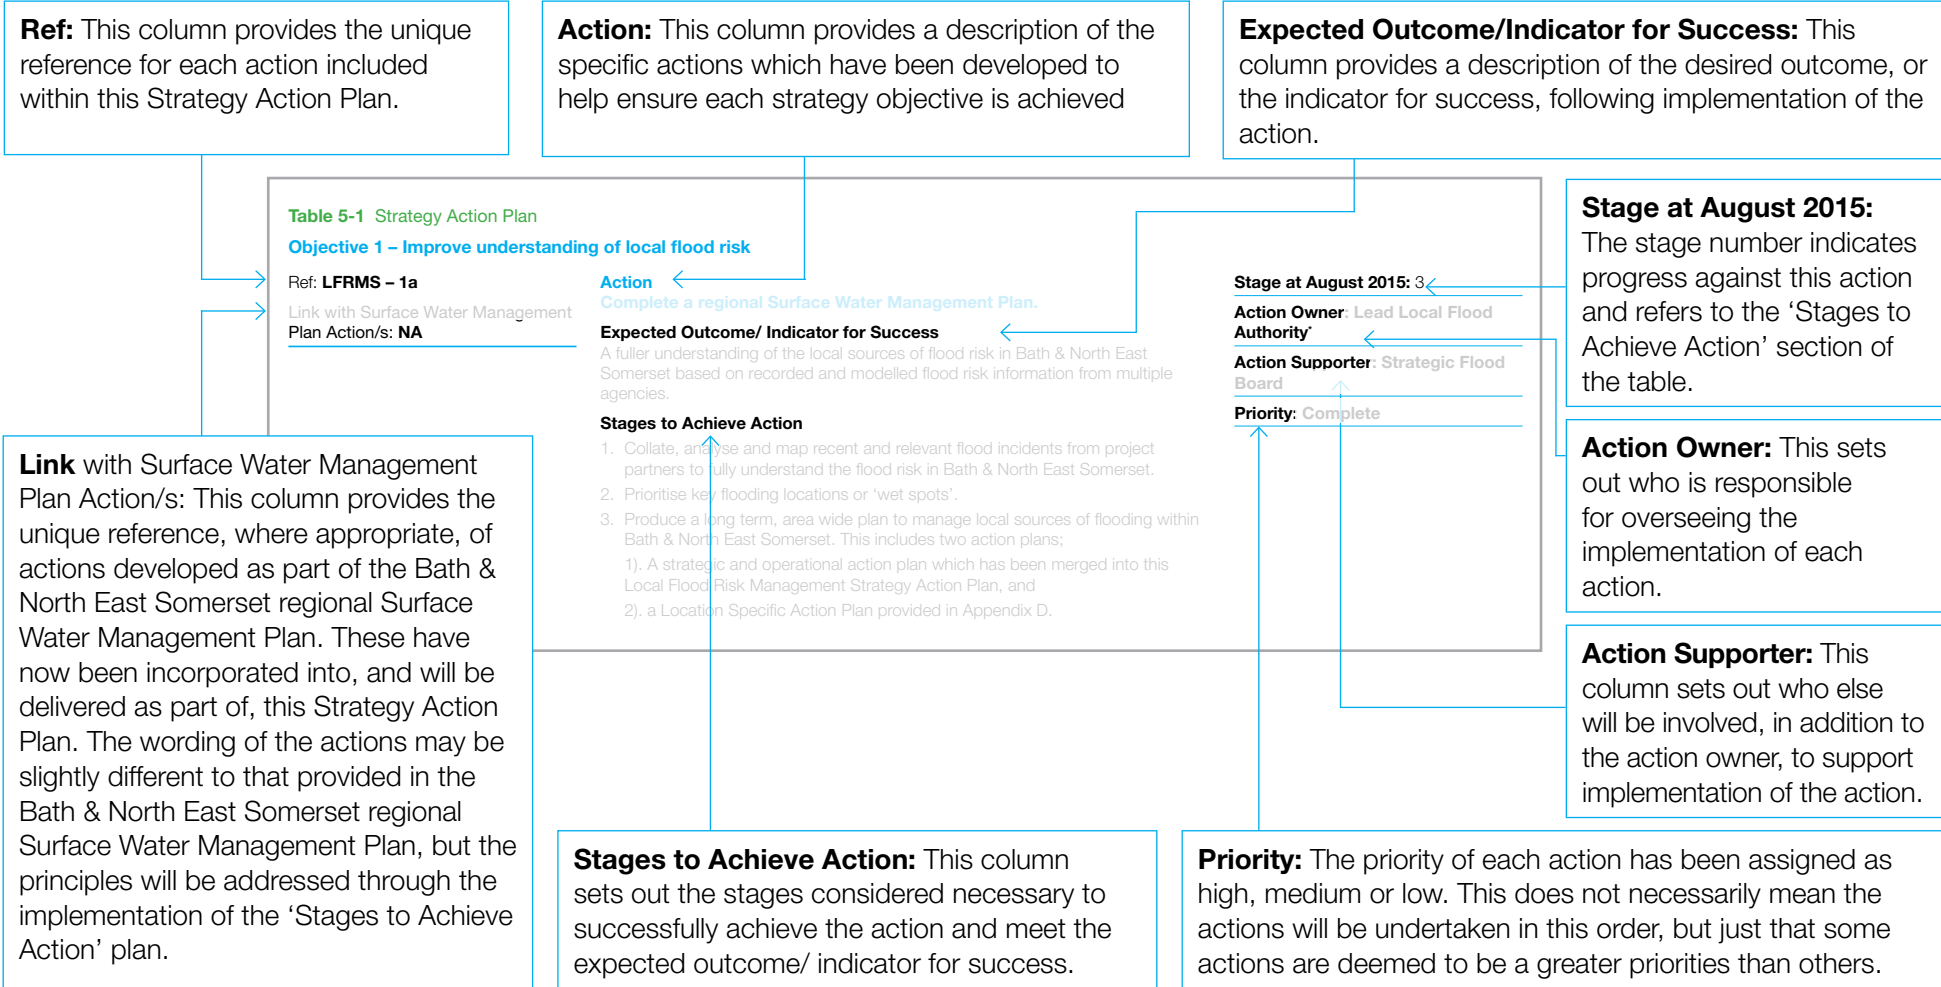 Ref: This column provides the unique
reference for each action included
within this Strategy Action Plan.
Action: This column provides a description of the
specific actions which have been developed to
help ensure each strategy objective is achieved
Expected Outcome/Indicator for Success: This
column provides a description of the desired outcome, or
the indicator for success, following implementation of the
action.
Table 5-1 Strategy Action Plan
Objective 1 – Improve understanding of local flood risk
Ref: LFRMS – 1a
Link with Surface Water Management
Plan Action/s: NA
Action
Complete a regional Surface Water Management Plan.
Expected Outcome/ Indicator for Success
A fuller understanding of the local sources of flood risk in Bath & North East
Somerset based on recorded and modelled flood risk information from multiple
agencies.
Stages to Achieve Action
1. Collate, analyse and map recent and relevant flood incidents from project
partners to fully understand the flood risk in Bath & North East Somerset.
2. Prioritise key flooding locations or ‘wet spots’.
3. Produce a long term, area wide plan to manage local sources of flooding within
Bath & North East Somerset. This includes two action plans;
1). A strategic and operational action plan which has been merged into this
Local Flood Risk Management Strategy Action Plan, and
2). a Location Specific Action Plan provided in Appendix D.
Stage at August 2015: 3
Action Owner: Lead Local Flood
Authority*
Action Supporter: Strategic Flood
Board
Priority: Complete
Stage at August 2015:
The stage number indicates
progress against this action
and refers to the ‘Stages to
Achieve Action’ section of
the table.
Action Owner: This sets
out who is responsible
for overseeing the
implementation of each
action.
Action Supporter: This
column sets out who else
will be involved, in addition to
the action owner, to support
implementation of the action.
Link with Surface Water Management
Plan Action/s: This column provides the
unique reference, where appropriate, of
actions developed as part of the Bath &
North East Somerset regional Surface
Water Management Plan. These have
now been incorporated into, and will be
delivered as part of, this Strategy Action
Plan. The wording of the actions may be
slightly different to that provided in the
Bath & North East Somerset regional
Surface Water Management Plan, but the
principles will be addressed through the
implementation of the ‘Stages to Achieve
Action’ plan.
Stages to Achieve Action: This column
sets out the stages considered necessary to
successfully achieve the action and meet the
expected outcome/ indicator for success.
Priority: The priority of each action has been assigned as
high, medium or low. This does not necessarily mean the
actions will be undertaken in this order, but just that some
actions are deemed to be a greater priorities than others.